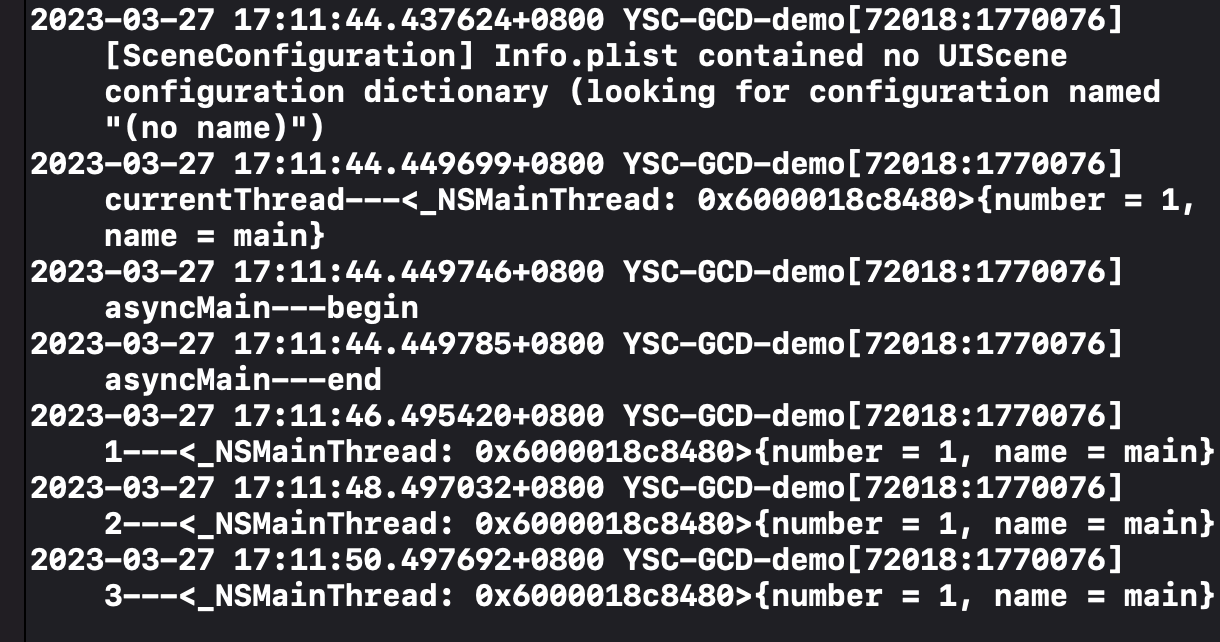 2023-03-27 17:11:44.437624+0800 YSC-GCD-demo[72018:1770076]
[SceneConfiguration] Info.plist contained no UIScene
configuration dictionary (looking for configuration named
"(no name)")
2023-03-27 17:11:44.449699+0800 YSC-GCD-demo[72018:1770076]
currentThread---<_NSMainThread: 0x6000018c8480>{number = 1,
name = main}
2023-03-27 17:11:44.449746+0800 YSC-GCD-demo[72018:1770076]
asyncMain---begin
2023-03-27 17:11:44.449785+0800 YSC-GCD-demo[72018:1770076]
asyncMain---end
2023-03-27 17:11:46.495420+0800 YSC-GCD-demo[72018:1770076]
1---<_NSMainThread: 0x6000018c8480>{number = 1, name = main}
2023-03-27 17:11:48.497032+0800 YSC-GCD-demo[72018:1770076]
2---<_NSMainThread: 0x6000018c8480>{number = 1, name = main}
2023-03-27 17:11:50.497692+0800 YSC-GCD-demo[72018:1770076]
3---<_NSMainThread: 0x6000018c8480>{number = 1, name = main}